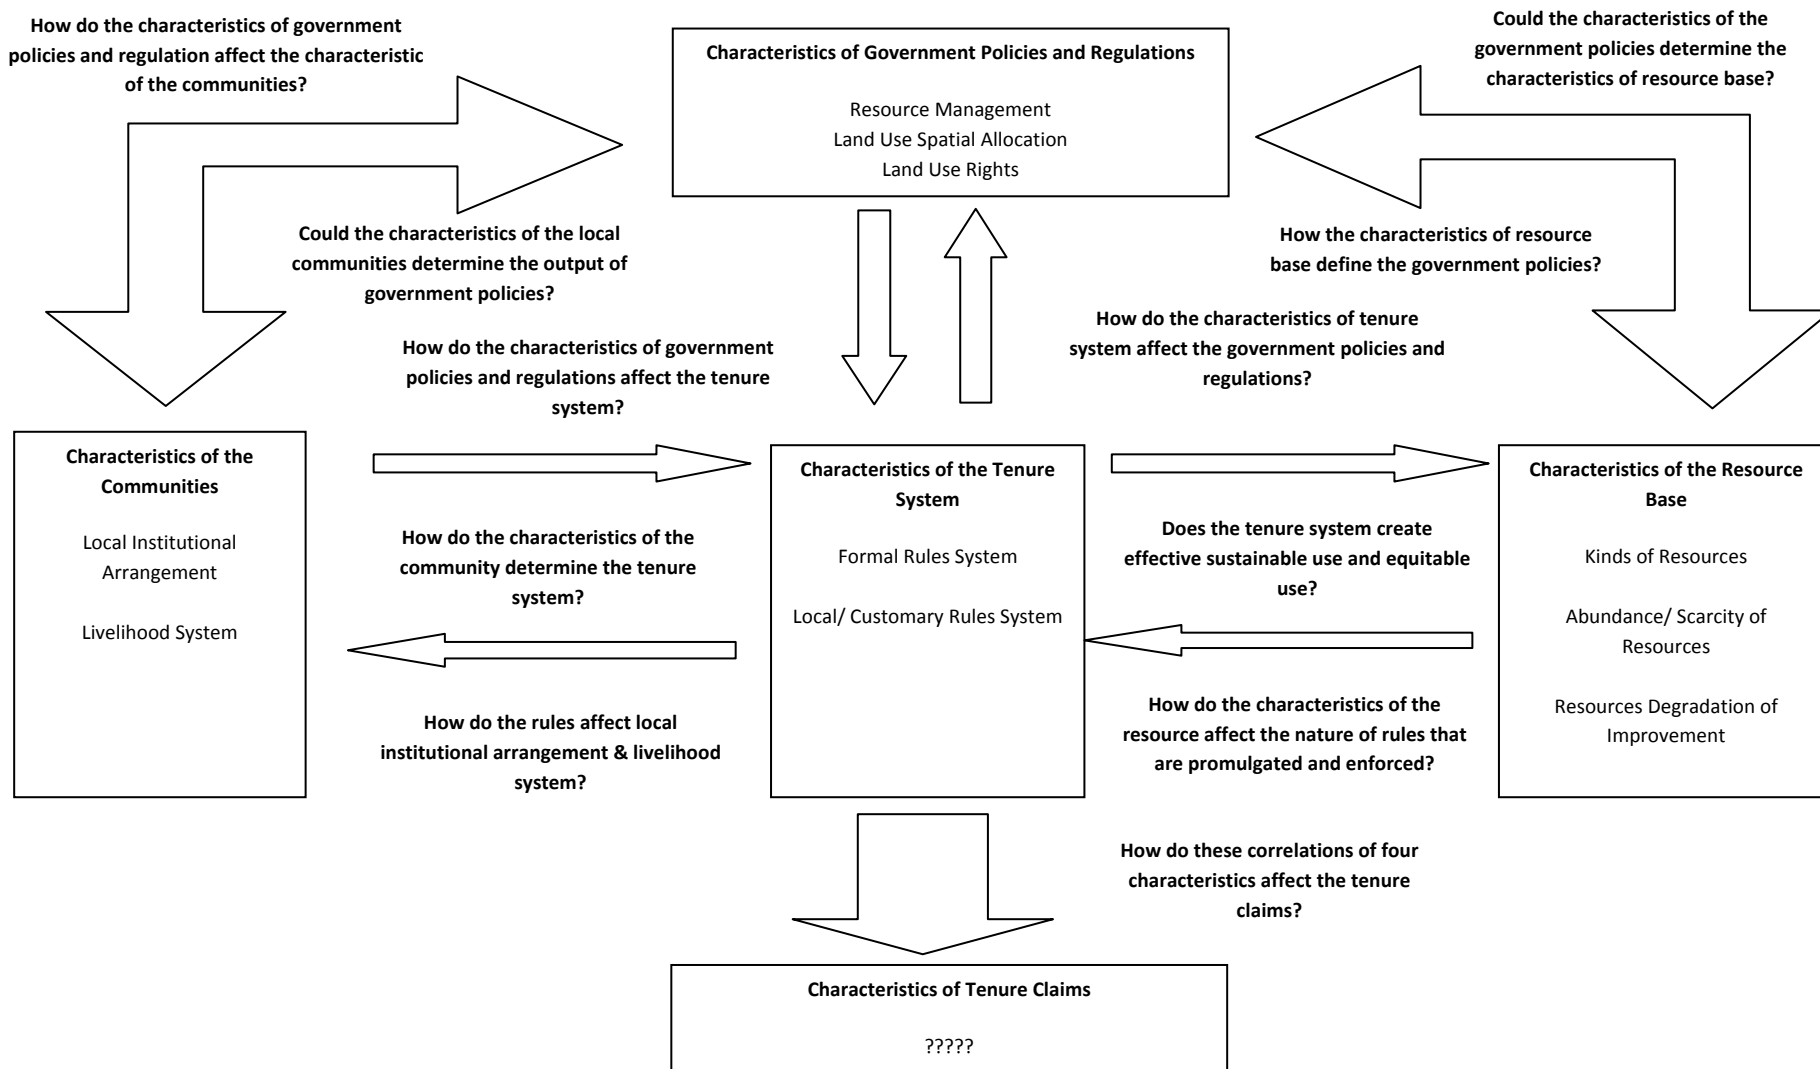 How do the characteristics of government
policies and regulation affect the characteristic
of the communities?
Characteristics of Government Policies and Regulations
Resource Management
Land Use Spatial Allocation
Land Use Rights
Could the characteristics of the
government policies determine the
characteristics of resource base?
Could the characteristics of the local
communities determine the output of
government policies?
How the characteristics of resource
base define the government policies?
How do the characteristics of government
policies and regulations affect the tenure
system?
How do the characteristics of tenure
system affect the government policies and
regulations?
Characteristics of the
Communities
Local Institutional
Arrangement
Livelihood System
How do the characteristics of the
community determine the tenure
system?
How do the rules affect local
institutional arrangement & livelihood
system?
Characteristics of the Tenure
System
Formal Rules System
Local/ Customary Rules System
Does the tenure system create
effective sustainable use and equitable
use?
How do the characteristics of the
resource affect the nature of rules that
are promulgated and enforced?
Characteristics of the Resource
Base
Kinds of Resources
Abundance/ Scarcity of
Resources
Resources Degradation of
Improvement
How do these correlations of four
characteristics affect the tenure
claims?
Characteristics of Tenure Claims
?????